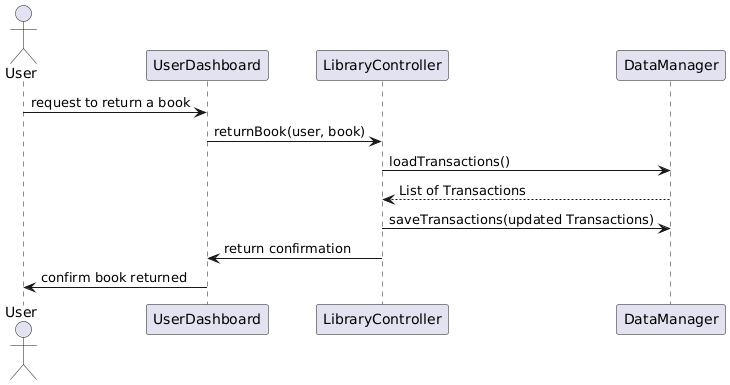 User
UserDashboard
LibraryController
DataManager
request to return a book
returnBook(user, book)
loadTransactions()
List of Transactions
saveTransactions(updated Transactions)
return confirmation
confirm book returned
User
UserDashboard
LibraryController
DataManager